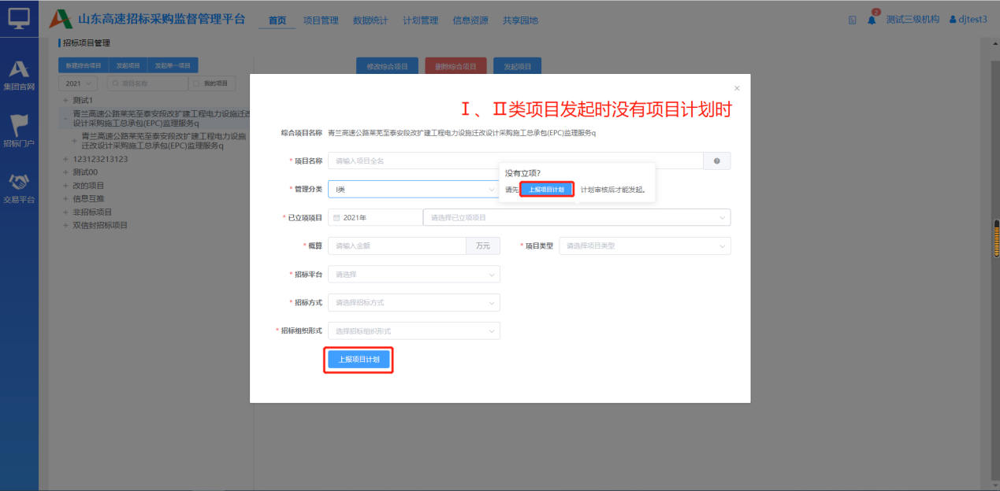 山东高速招标采购监督管理平台
首页 项目管理 数据统计 计划管理 信息资源 共享园地
2
测试三级机构 djtest3
集团官网
招标门户
交易平台
招标项目管理
新建综合项目 发起项目 发起单一项目
2021 项目名称 我的项目
测试1
青兰高速公路莱芜至泰安段改扩建工程电力设施迁改
设计采购施工总承包(EPC)监理服务q
青兰高速公路莱芜至泰安段改扩建工程电力设施
迁改设计采购施工总承包(EPC)监理服务q
123123213123
测试00
改的项目
信息互推
非招标项目
双信封招标项目
修改综合项目 删除综合项目 发起项目
×
Ⅰ、Ⅱ类项目发起时没有项目计划时
综合项目名称 青兰高速公路莱芜至泰安段改扩建工程电力设施迁改设计采购施工总承包(EPC)监理服务q
* 项目名称 请输入项目全名
没有立项?
请先 上报项目计划 计划审核后才能发起。
* 管理分类 I类
* 已立项项目 2021年 请选择已立项项目
* 概算 请输入金额 万元 * 项目类型 请选择项目类型
* 招标平台 请选择
* 招标方式 请选择招标方式
* 招标组织形式 选择招标组织形式
上报项目计划